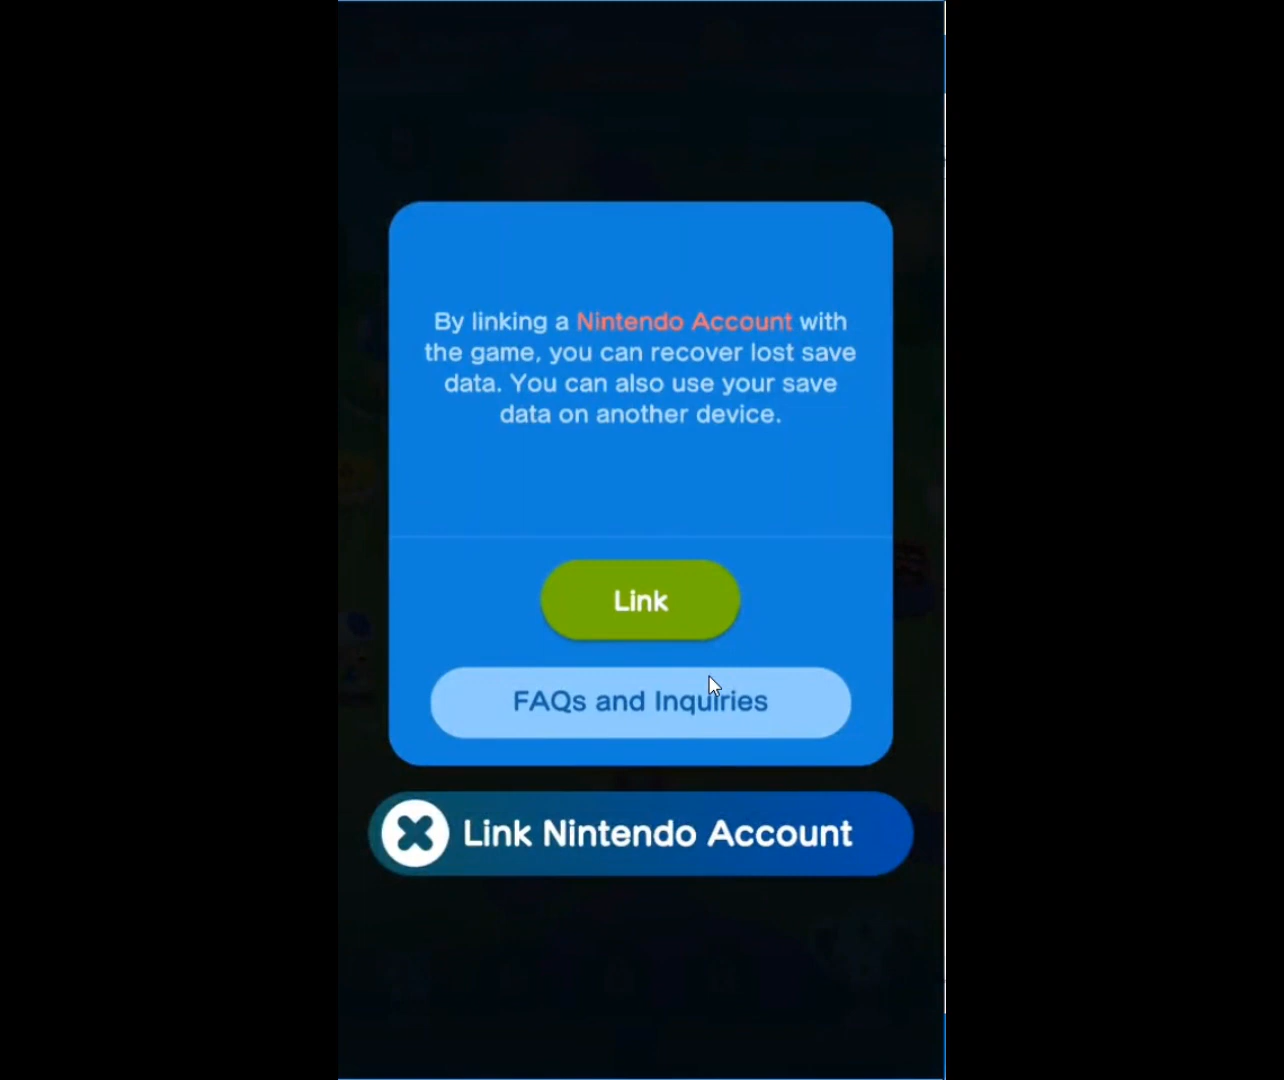 By linking a Nintendo Account with
the game, you can recover lost save
data. You can also use your save
data on another device.
Link
FAQs and Inquiries
Link Nintendo Account